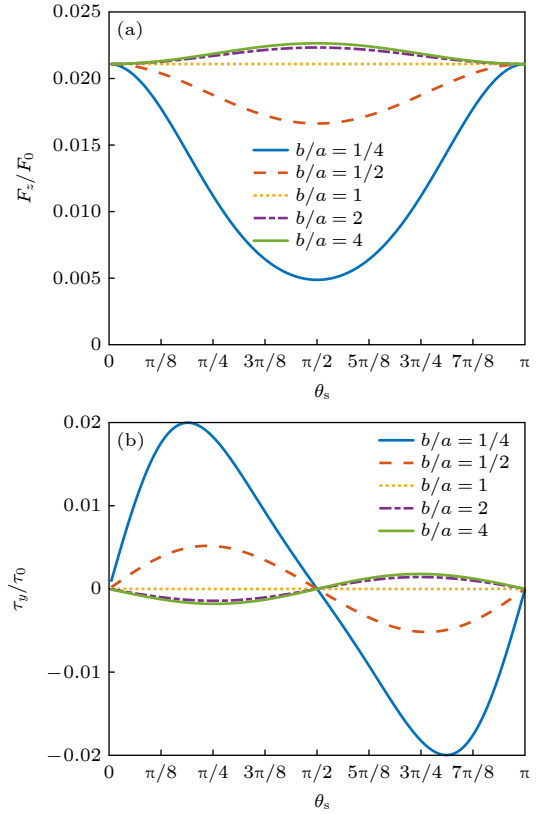 (a)
0.025
0.020
0.015
0.010
0.005
0
F_z/F_0
b/a = 1/4
b/a = 1/2
b/a = 1
b/a = 2
b/a = 4
0 π/8 π/4 3π/8 π/2 5π/8 3π/4 7π/8 π
θ_s
(b)
0.02
0.01
0
−0.01
−0.02
τ_y/τ_0
b/a = 1/4
b/a = 1/2
b/a = 1
b/a = 2
b/a = 4
0 π/8 π/4 3π/8 π/2 5π/8 3π/4 7π/8 π
θ_s